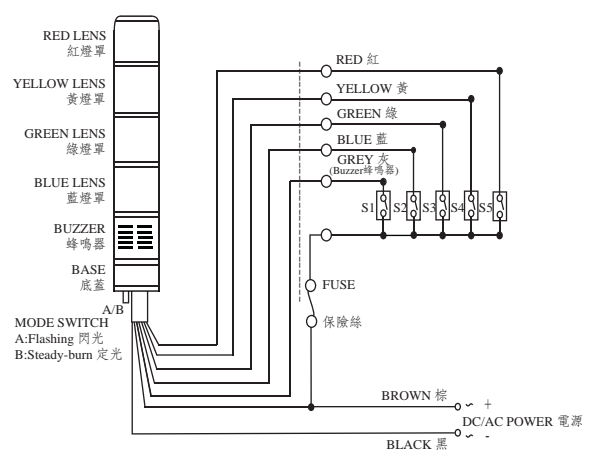 RED LENS
紅燈罩
YELLOW LENS
黃燈罩
GREEN LENS
綠燈罩
BLUE LENS
藍燈罩
BUZZER
蜂鳴器
BASE
底蓋
A/B
MODE SWITCH
A:Flashing 閃光
B:Steady-burn 定光
RED 紅
YELLOW 黃
GREEN 綠
BLUE 藍
GREY 灰
(Buzzer蜂鳴器)
S1 S2 S3 S4 S5
FUSE
保險絲
BROWN 棕
~ +
DC/AC POWER 電源
~ -
BLACK 黑